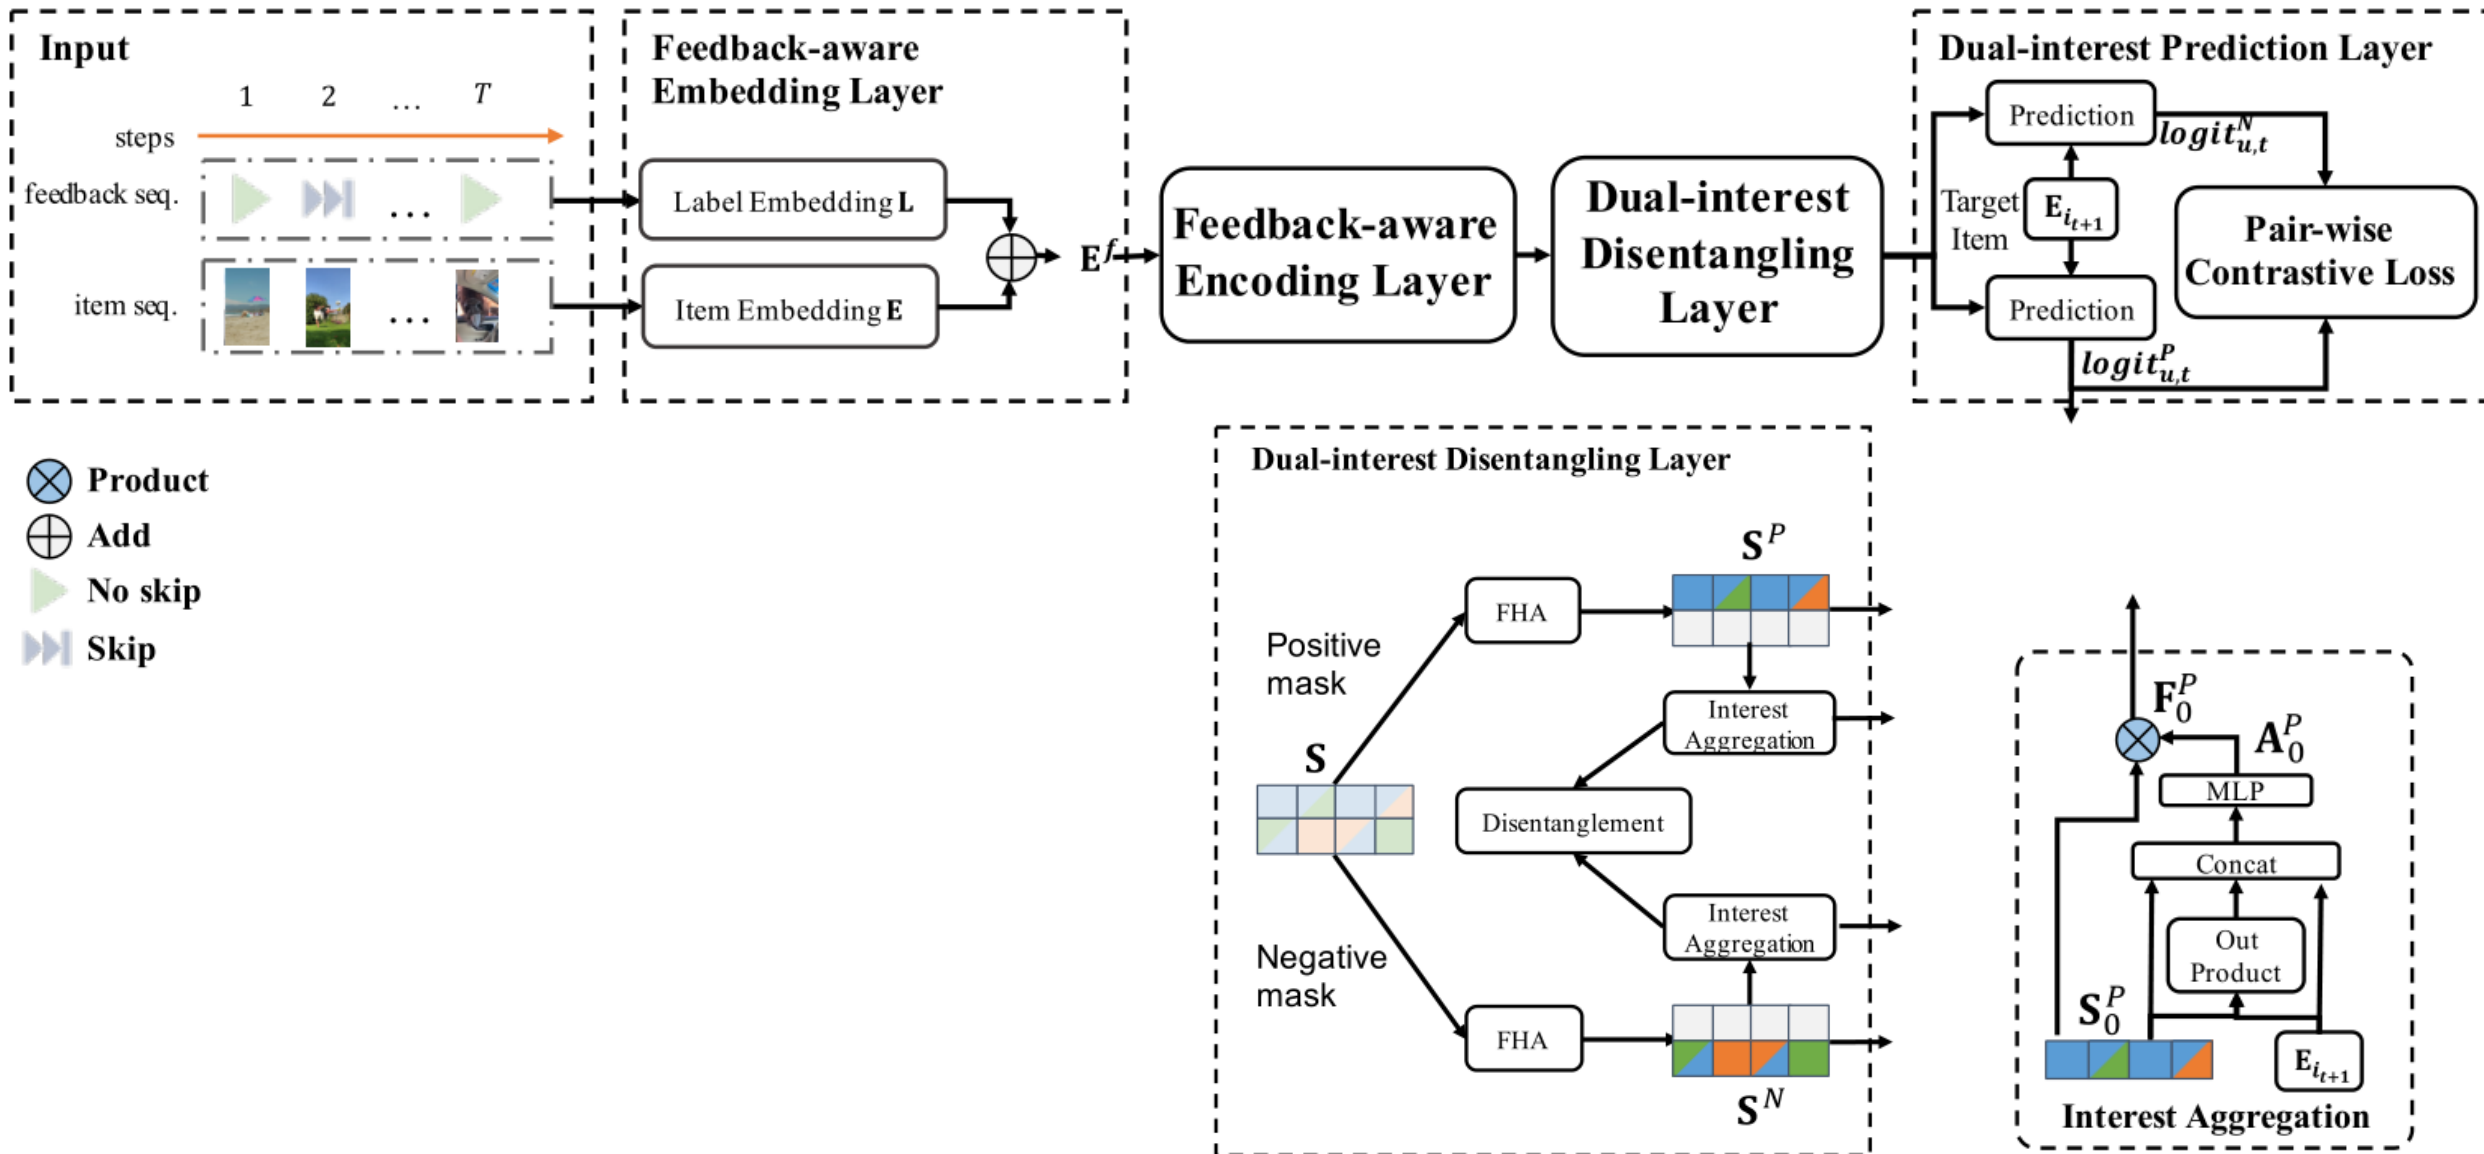 Input
1 2 ... T
steps
feedback seq.
...
item seq.
...
Feedback-aware
Embedding Layer
Label Embedding L
Item Embedding E
E^f
Feedback-aware
Encoding Layer
Dual-interest
Disentangling
Layer
Dual-interest Prediction Layer
Prediction
logit^N_{u,t}
Target
Item
E_{i_{t+1}}
Prediction
logit^P_{u,t}
Pair-wise
Contrastive Loss
Product
Add
No skip
Skip
Dual-interest Disentangling Layer
S^P
FHA
Positive
mask
Interest
Aggregation
S
Disentanglement
Interest
Aggregation
Negative
mask
FHA
S^N
F^P_0
A^P_0
MLP
Concat
Out
Product
S^P_0
E_{i_{t+1}}
Interest Aggregation